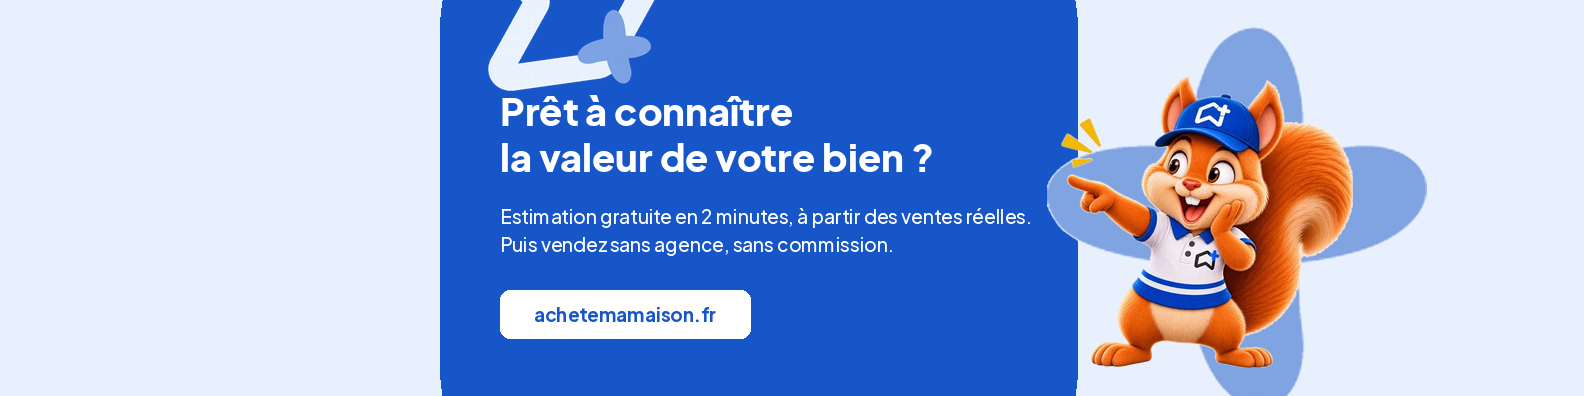 Prêt à connaître
la valeur de votre bien ?
Estimation gratuite en 2 minutes, à partir des ventes réelles.
Puis vendez sans agence, sans commission.
achetemamaison.fr